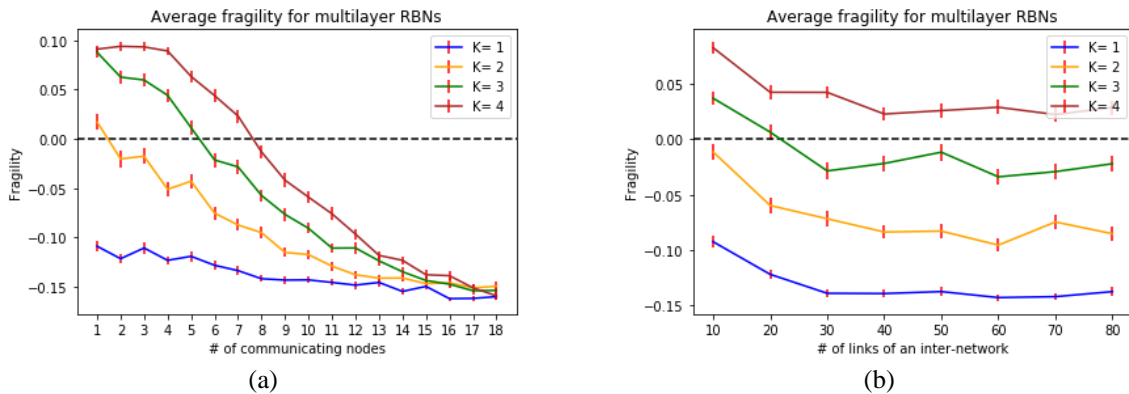 Average fragility for multilayer RBNs
0.10
0.05
0.00
−0.05
−0.10
−0.15
Fragility
K= 1
K= 2
K= 3
K= 4
1 2 3 4 5 6 7 8 9 10 11 12 13 14 15 16 17 18
# of communicating nodes
(a)
Average fragility for multilayer RBNs
0.05
0.00
−0.05
−0.10
−0.15
Fragility
K= 1
K= 2
K= 3
K= 4
10 20 30 40 50 60 70 80
# of links of an inter-network
(b)